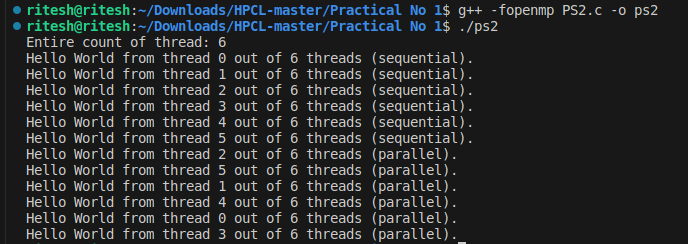 ritesh@ritesh:~/Downloads/HPCL-master/Practical No 1$ g++ -fopenmp PS2.c -o ps2
ritesh@ritesh:~/Downloads/HPCL-master/Practical No 1$ ./ps2
Entire count of thread: 6
Hello World from thread 0 out of 6 threads (sequential).
Hello World from thread 1 out of 6 threads (sequential).
Hello World from thread 2 out of 6 threads (sequential).
Hello World from thread 3 out of 6 threads (sequential).
Hello World from thread 4 out of 6 threads (sequential).
Hello World from thread 5 out of 6 threads (sequential).
Hello World from thread 2 out of 6 threads (parallel).
Hello World from thread 5 out of 6 threads (parallel).
Hello World from thread 1 out of 6 threads (parallel).
Hello World from thread 4 out of 6 threads (parallel).
Hello World from thread 0 out of 6 threads (parallel).
Hello World from thread 3 out of 6 threads (parallel).